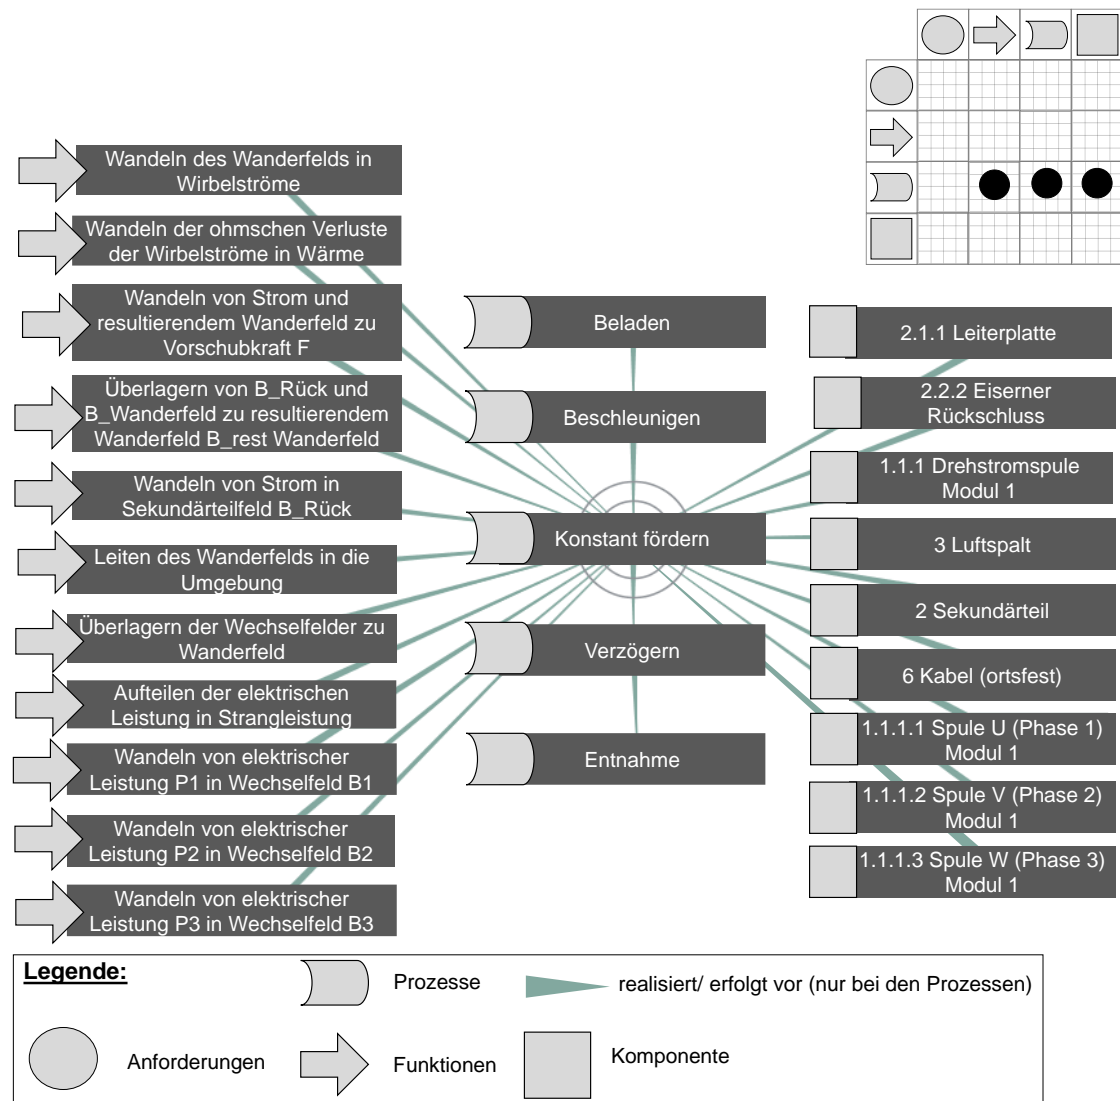 Wandeln des Wanderfelds in
Wirbelströme
Wandeln der ohmschen Verluste
der Wirbelströme in Wärme
Wandeln von Strom und
resultierendem Wanderfeld zu
Vorschubkraft F
Überlagern von B_Rück und
B_Wanderfeld zu resultierendem
Wanderfeld B_rest Wanderfeld
Wandeln von Strom in
Sekundärteilfeld B_Rück
Leiten des Wanderfelds in die
Umgebung
Überlagern der Wechselfelder zu
Wanderfeld
Aufteilen der elektrischen
Leistung in Strangleistung
Wandeln von elektrischer
Leistung P1 in Wechselfeld B1
Wandeln von elektrischer
Leistung P2 in Wechselfeld B2
Wandeln von elektrischer
Leistung P3 in Wechselfeld B3
Beladen
Beschleunigen
Konstant fördern
Verzögern
Entnahme
2.1.1 Leiterplatte
2.2.2 Eiserner
Rückschluss
1.1.1 Drehstromspule
Modul 1
3 Luftspalt
2 Sekundärteil
6 Kabel (ortsfest)
1.1.1.1 Spule U (Phase 1)
Modul 1
1.1.1.2 Spule V (Phase 2)
Modul 1
1.1.1.3 Spule W (Phase 3)
Modul 1
Legende:
Prozesse
realisiert/ erfolgt vor (nur bei den Prozessen)
Anforderungen
Funktionen
Komponente